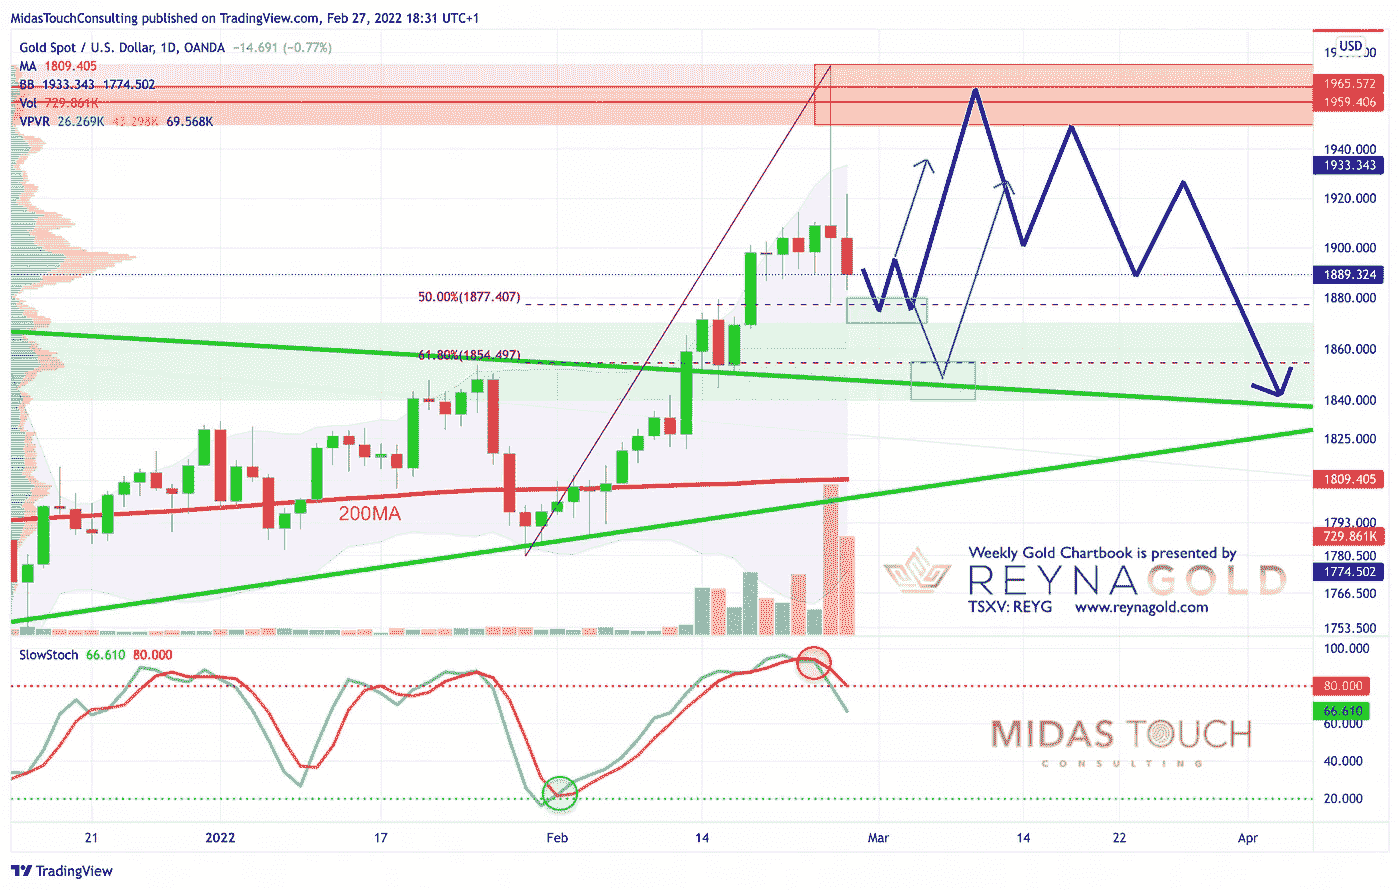 MidasTouchConsulting published on TradingView.com, Feb 27, 2022 18:31 UTC+1
Gold Spot / U.S. Dollar, 1D, OANDA −14.691 (−0.77%)
MA 1809.405
BB 1933.343 1774.502
Vol 729.861K
VPVR 26.269K 43.298K 69.568K
USD
1965.572
1959.406
1940.000
1933.343
1920.000
1900.000
1889.324
1880.000
1860.000
1840.000
1825.000
1809.405
1793.000
729.861K
1780.500
1774.502
1766.500
1753.500
50.00%(1877.407)
61.80%(1854.497)
200MA
Weekly Gold Chartbook is presented by
REYNAGOLD
TSXV: REYG www.reynagold.com
SlowStoch 66.610 80.000
100.000
80.000
66.610
60.000
40.000
20.000
MIDAS TOUCH
CONSULTING
21 2022 17 Feb 14 Mar 14 22 Apr
TradingView